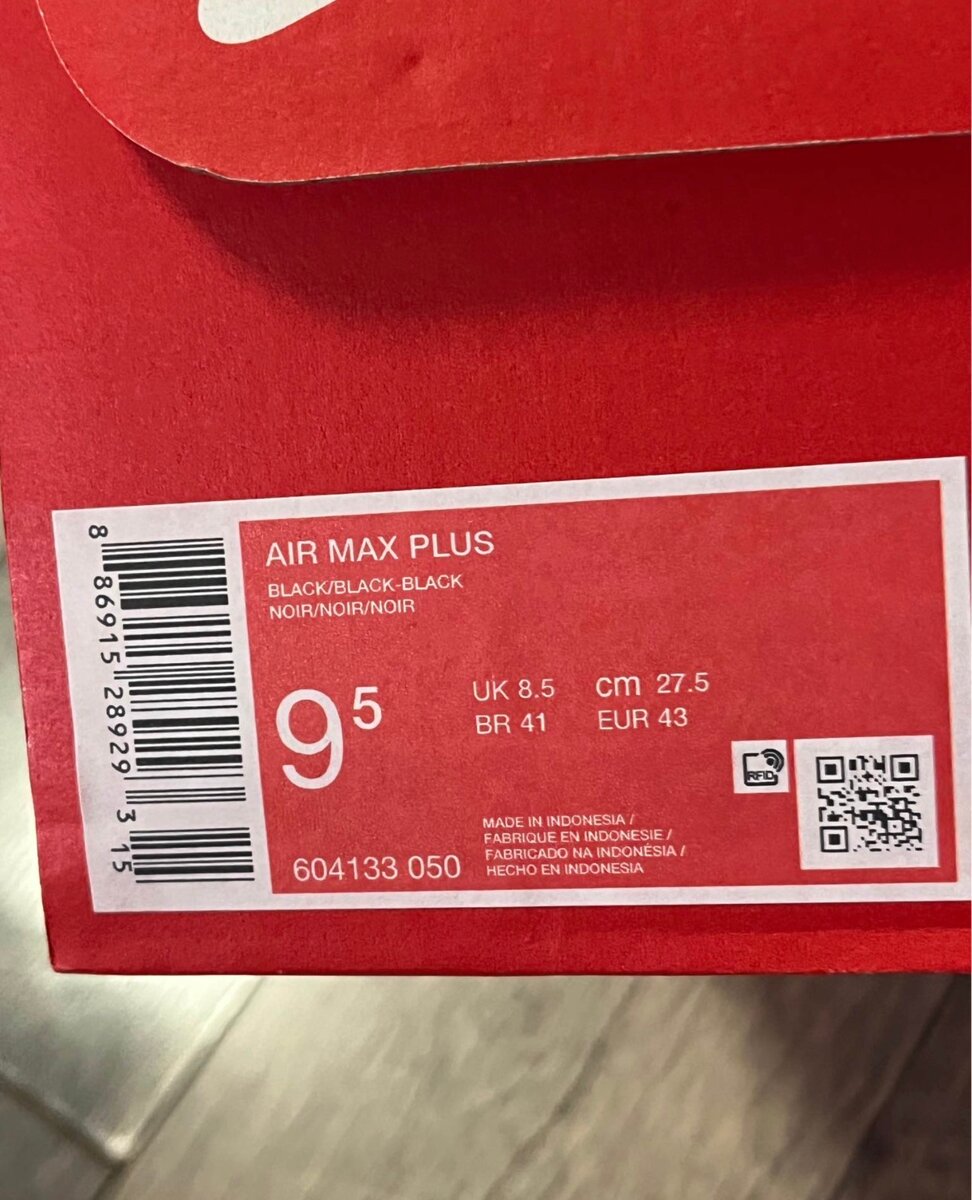 AIR MAX PLUS
BLACK/BLACK-BLACK
NOIR/NOIR/NOIR
9 5
UK 8.5 cm 27.5
BR 41 EUR 43
RFID
MADE IN INDONESIA /
FABRIQUE EN INDONESIE /
FABRICADO NA INDONÉSIA /
HECHO EN INDONESIA
604133 050
8 86915 28929 3 15